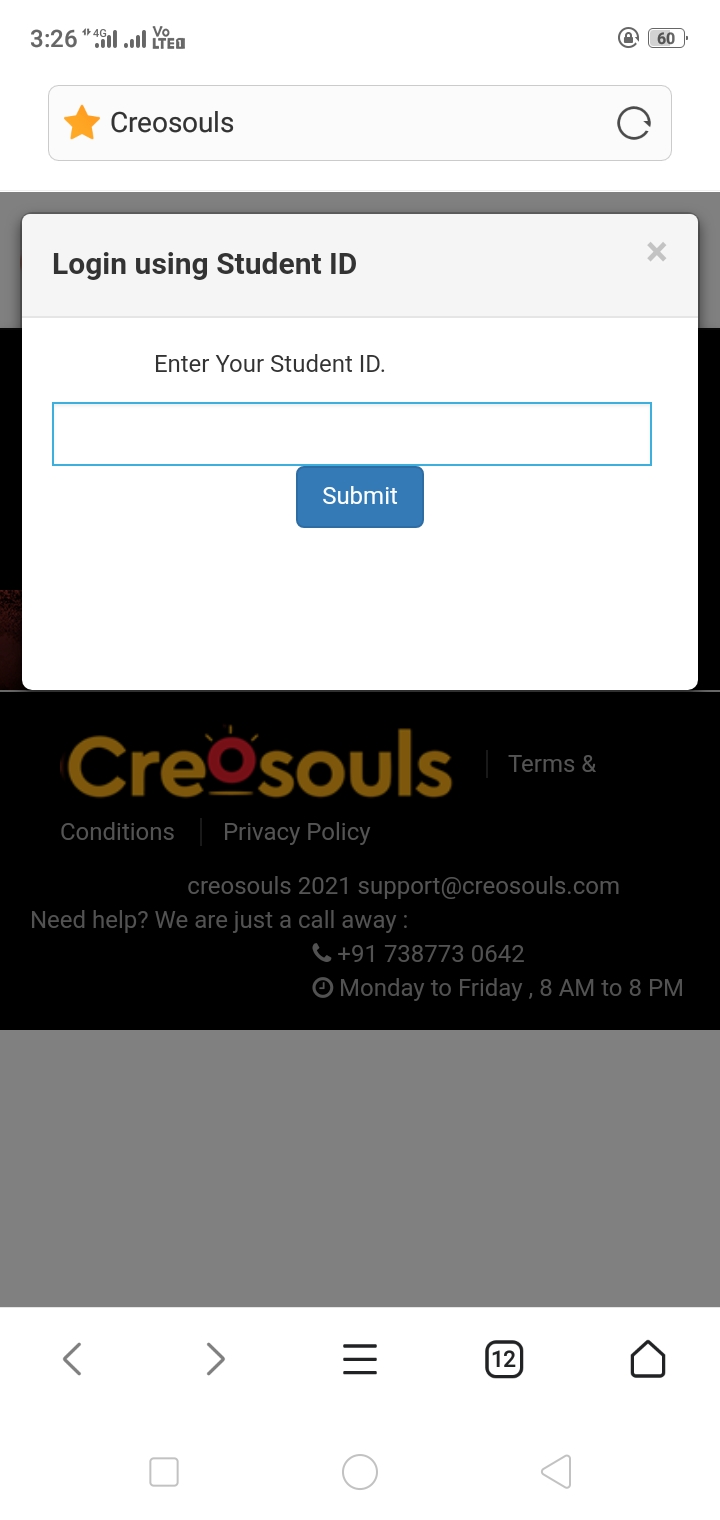 3:26 4G Vo LTE 60
Creosouls
Login using Student ID ×
Enter Your Student ID.
Submit
Creosouls | Terms &
Conditions | Privacy Policy
creosouls 2021 support@creosouls.com
Need help? We are just a call away :
+91 738773 0642
Monday to Friday , 8 AM to 8 PM
12